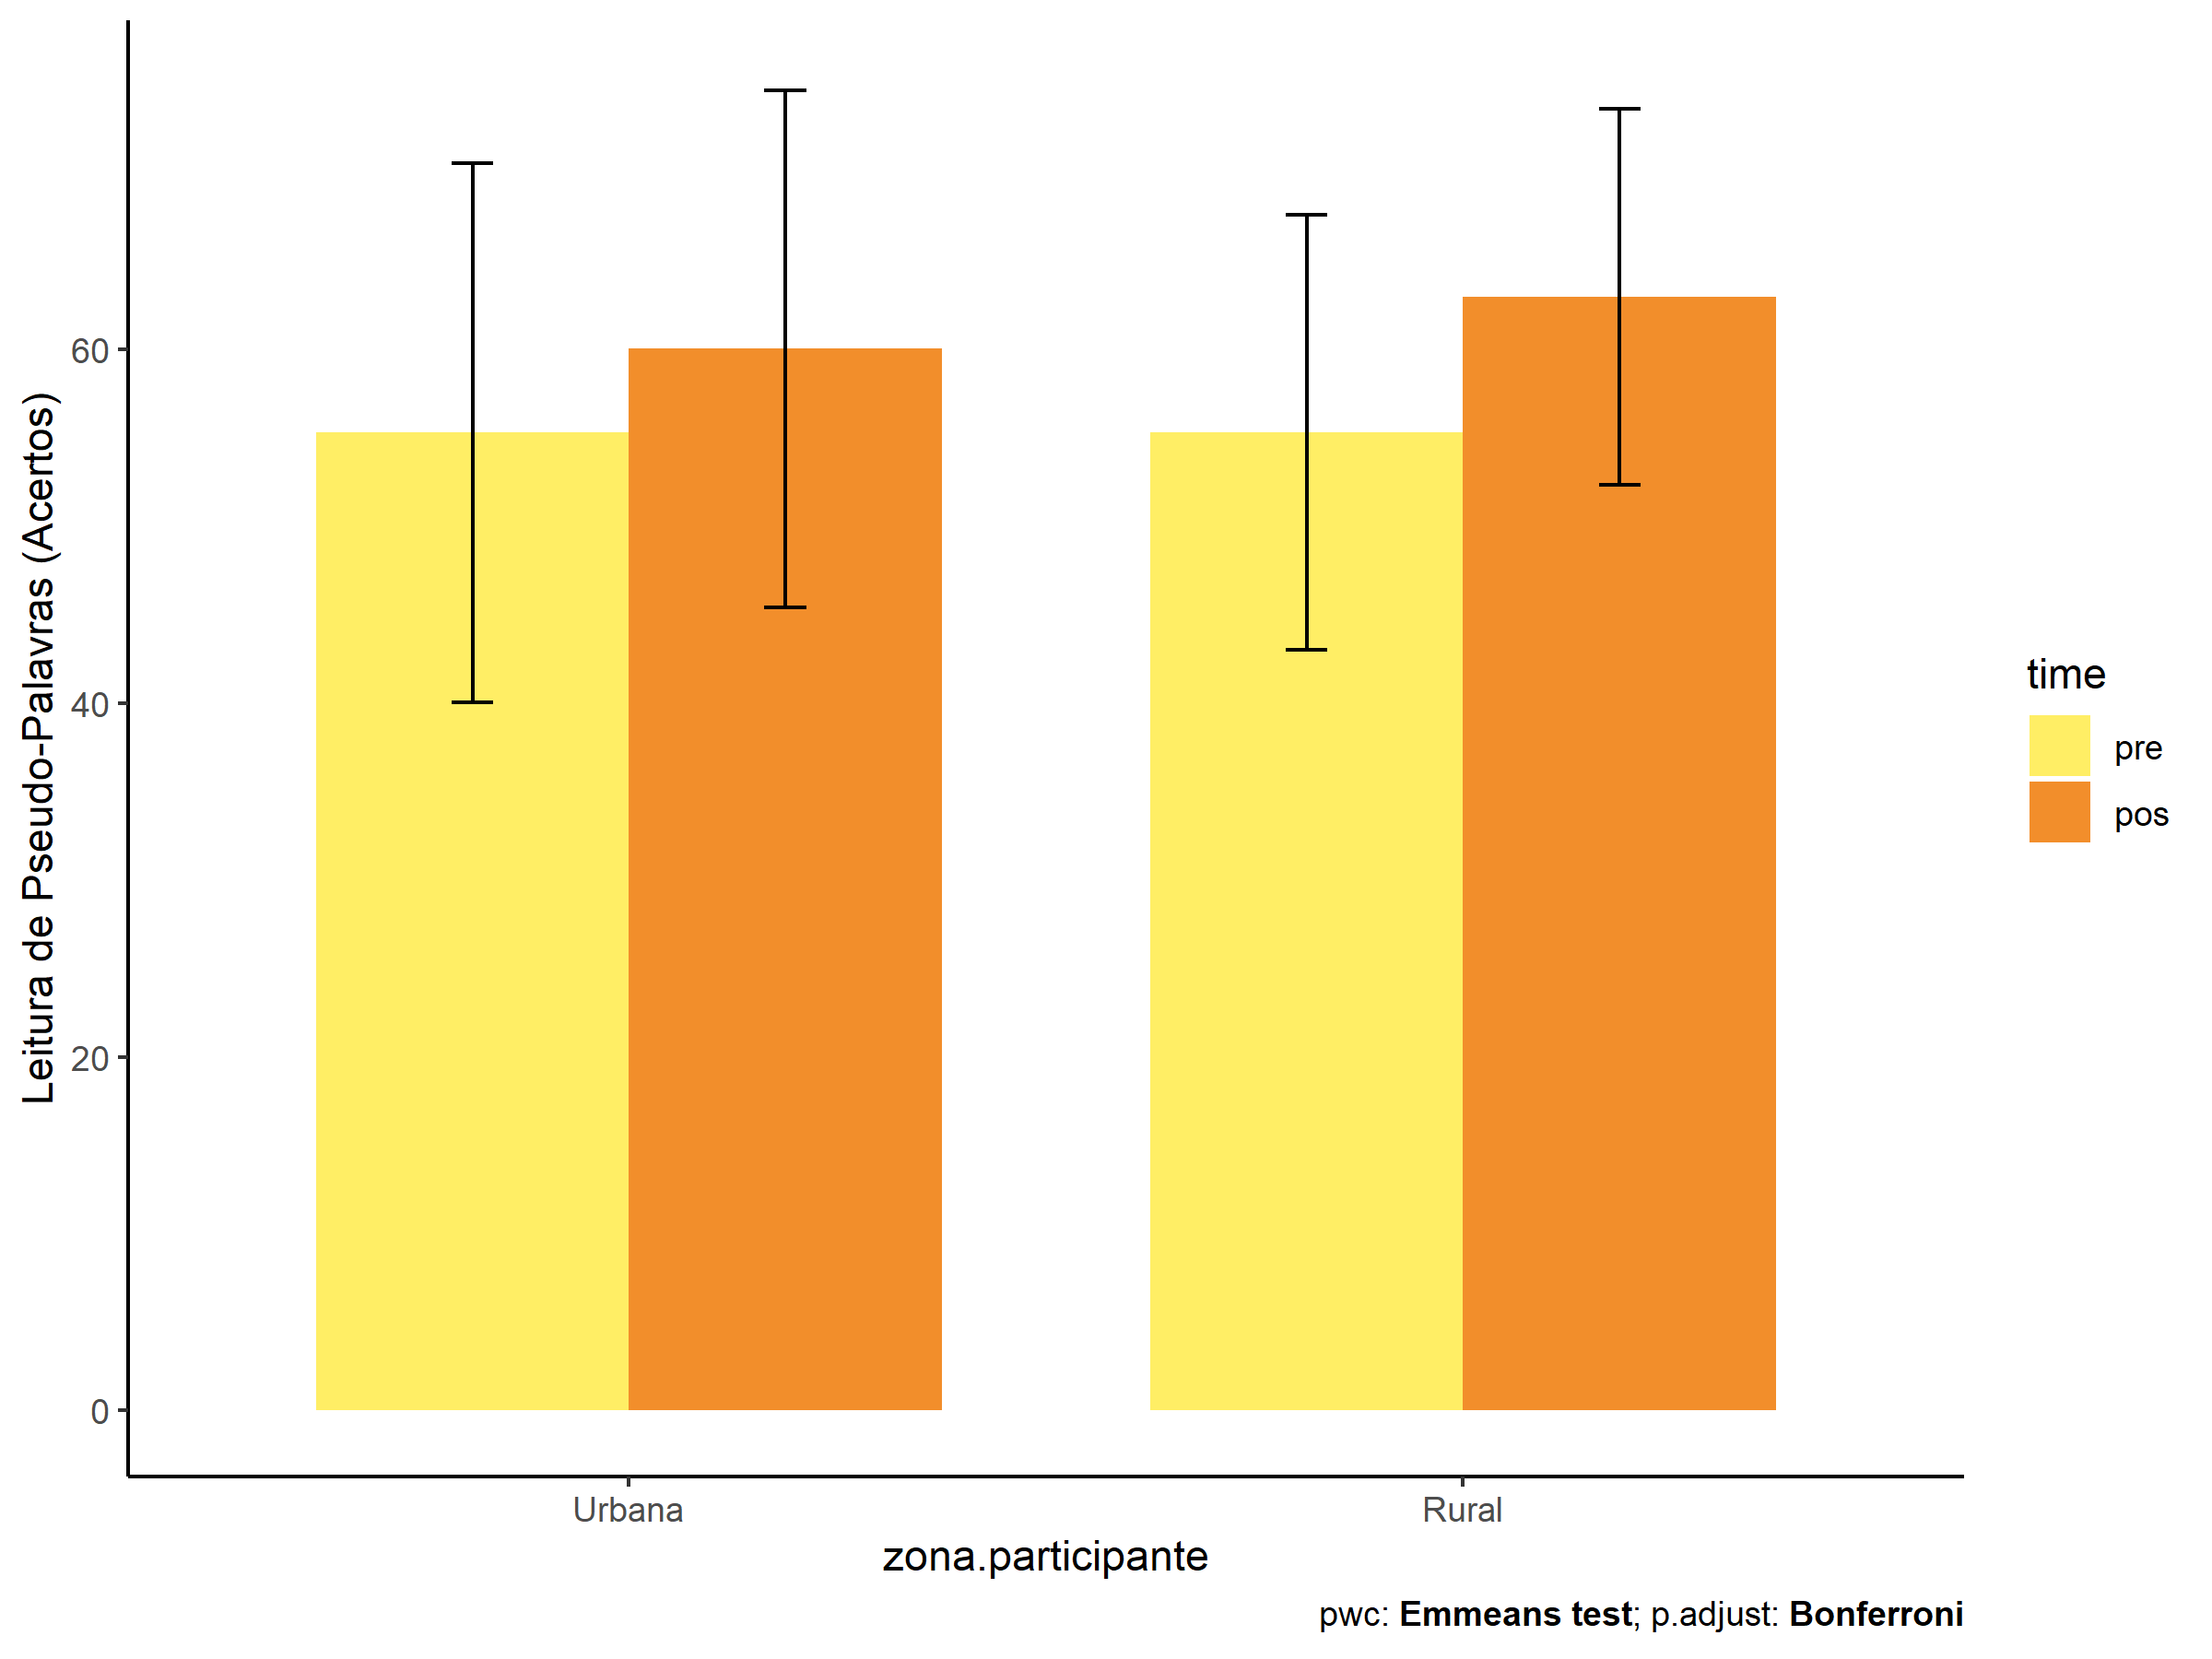 Leitura de Pseudo-Palavras (Acertos)
60
40
20
0
Urbana
Rural
zona.participante
time
pre
pos
pwc: Emmeans test; p.adjust: Bonferroni